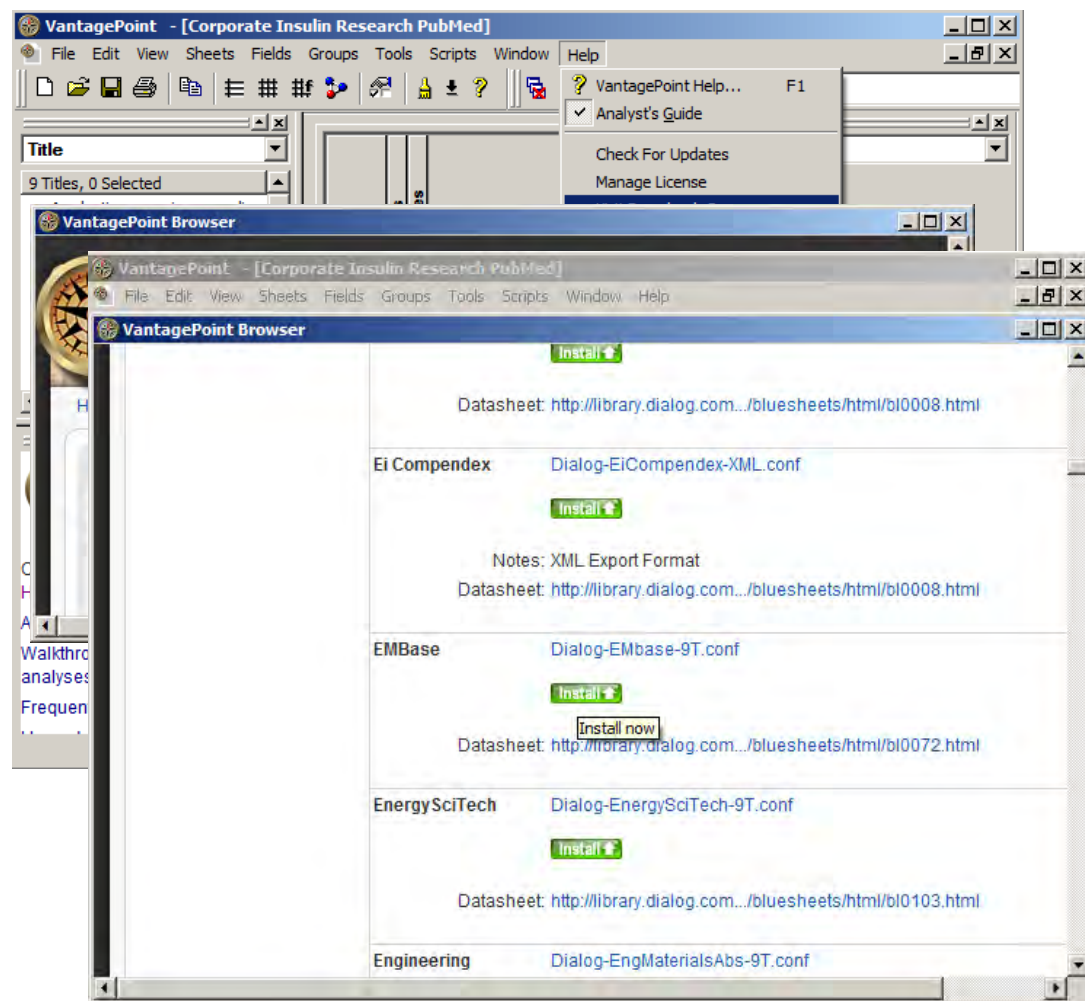 VantagePoint - [Corporate Insulin Research PubMed]
File Edit View Sheets Fields Groups Tools Scripts Window Help
VantagePoint Help... F1
Analyst's Guide
Title
Check For Updates
9 Titles, 0 Selected
Manage License
VantagePoint Browser
VantagePoint - [Corporate Insulin Research PubMed]
File Edit View Sheets Fields Groups Tools Scripts Window Help
VantagePoint Browser
Install
Datasheet: http://library.dialog.com.../bluesheets/html/bl0008.html
Ei Compendex Dialog-EiCompendex-XML.conf
Install
Notes: XML Export Format
Datasheet: http://library.dialog.com.../bluesheets/html/bl0008.html
EMBase Dialog-EMbase-9T.conf
Walkthro
analyses
Install
Frequen
Install now
Datasheet: http://library.dialog.com.../bluesheets/html/bl0072.html
EnergySciTech Dialog-EnergySciTech-9T.conf
Install
Datasheet: http://library.dialog.com.../bluesheets/html/bl0103.html
Engineering Dialog-EngMaterialsAbs-9T.conf